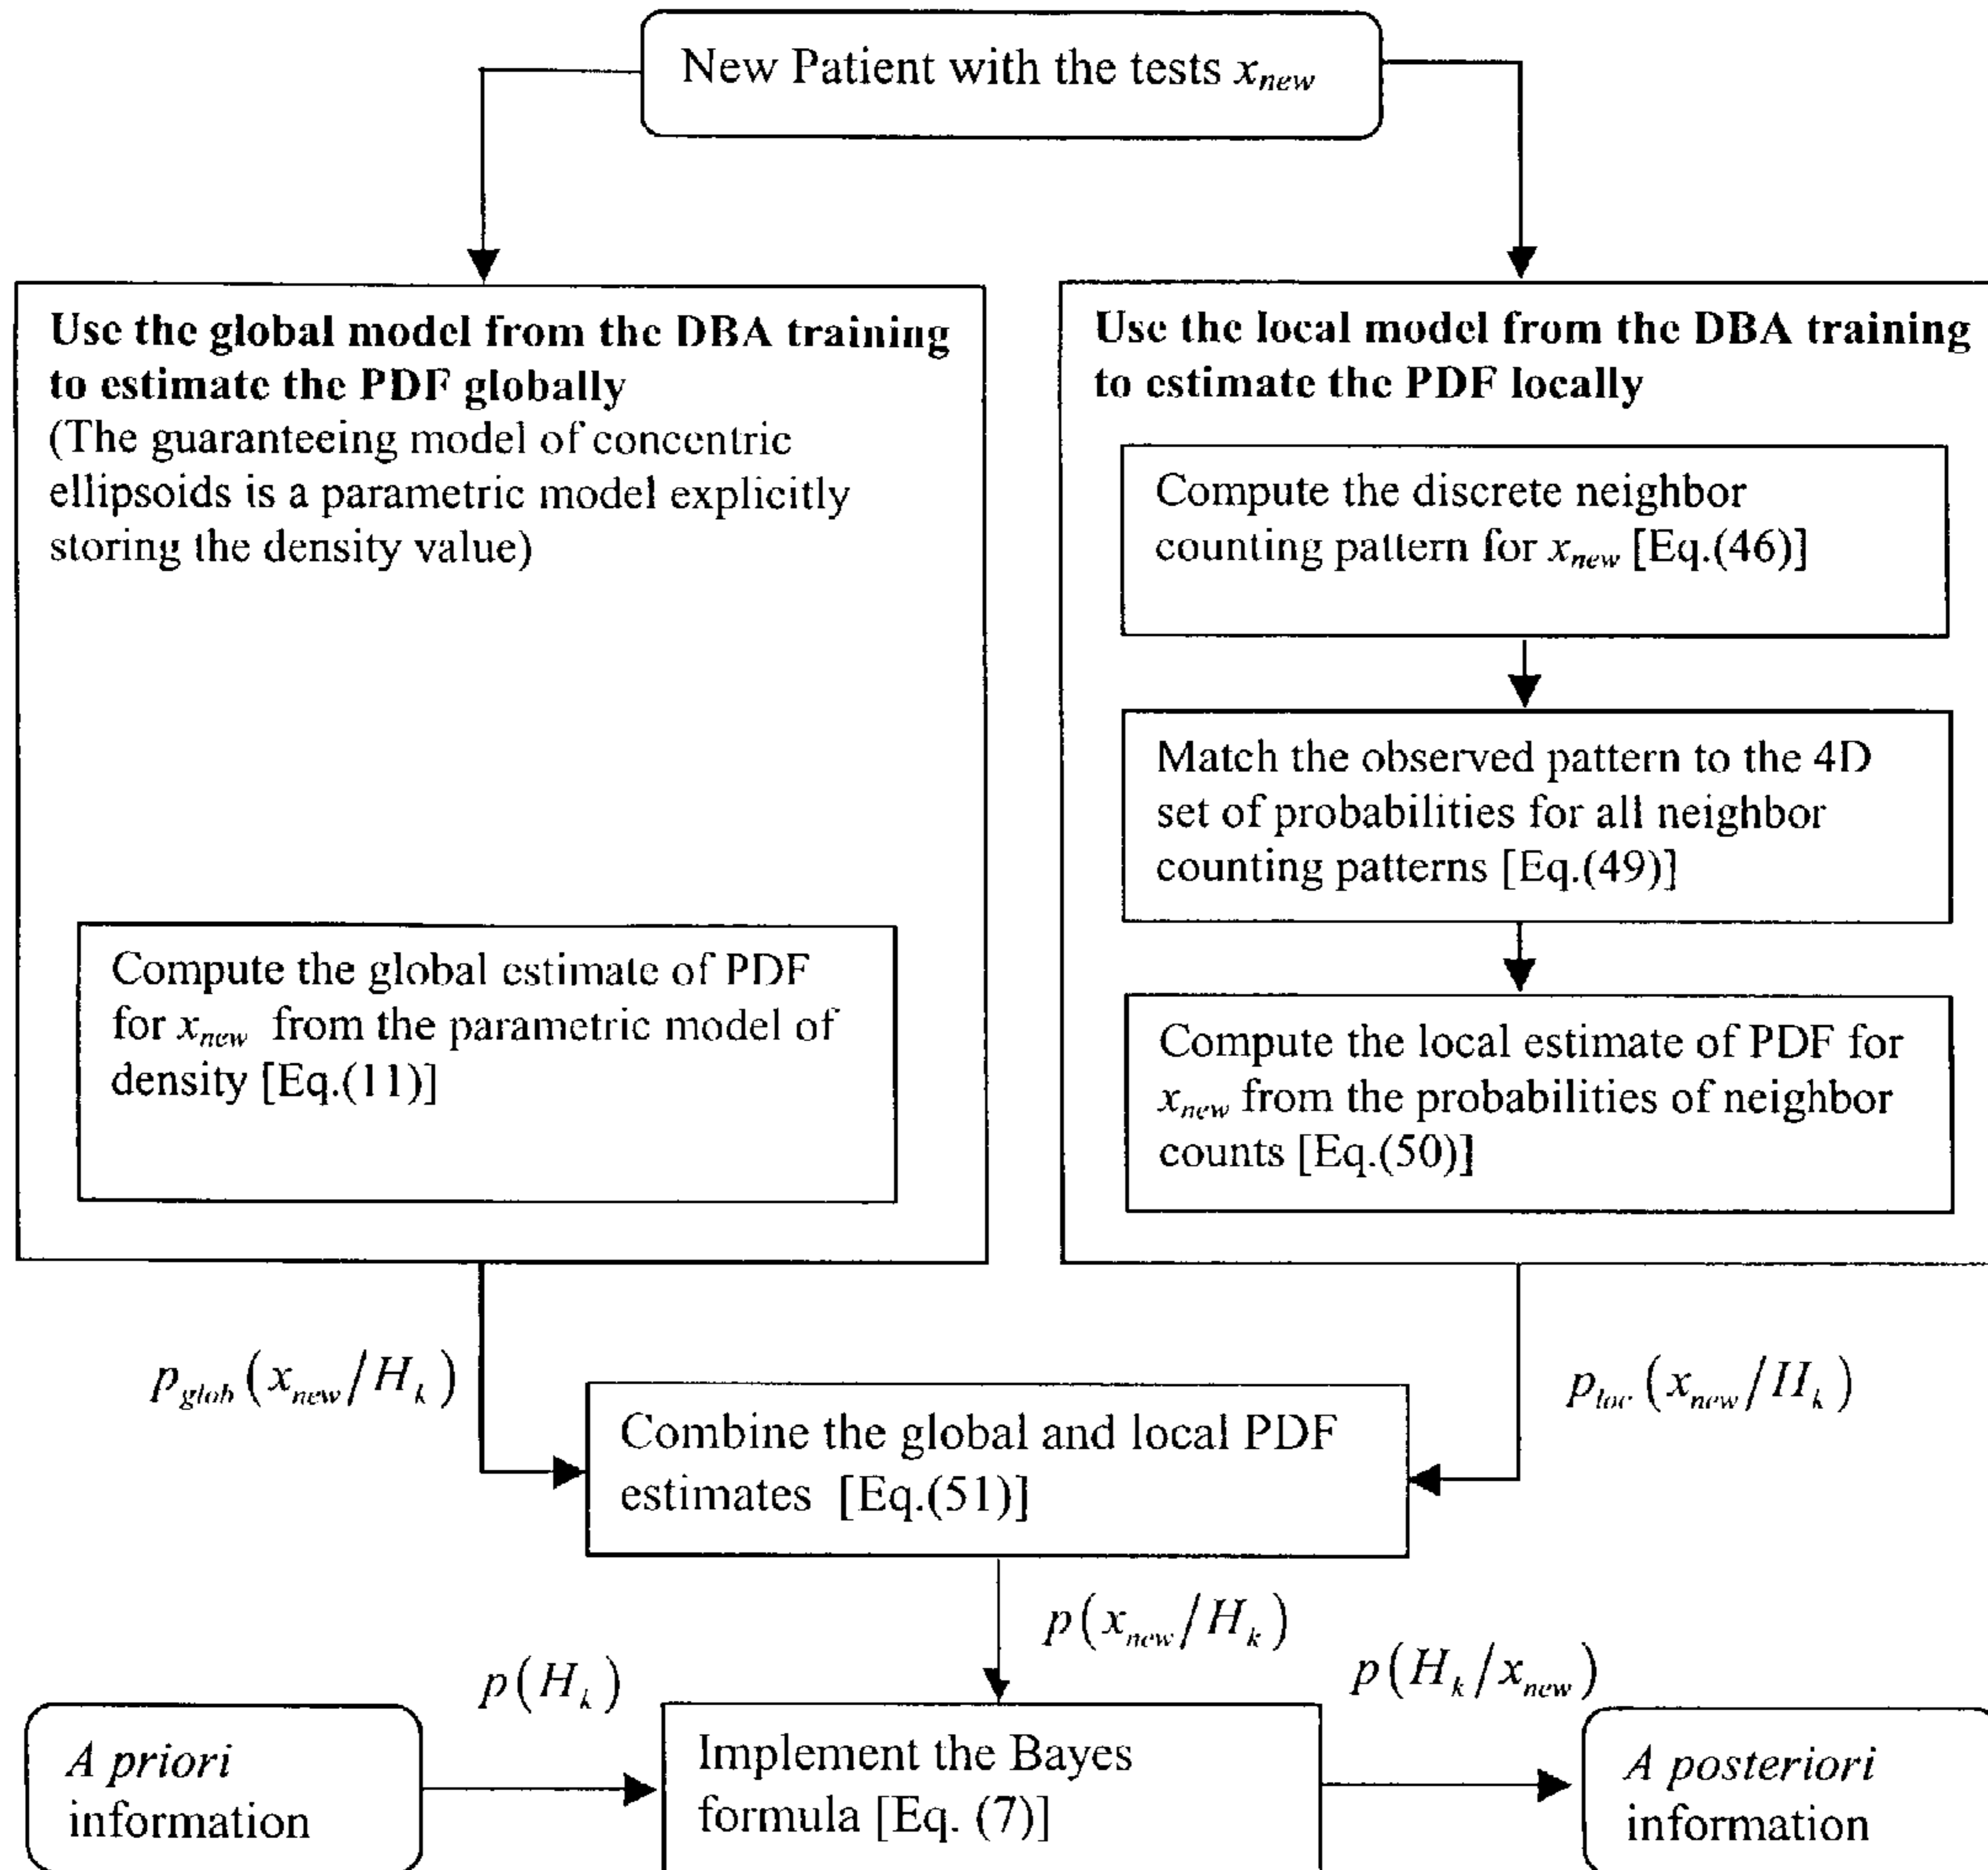 New Patient with the tests x_new
Use the global model from the DBA training
to estimate the PDF globally
(The guaranteeing model of concentric
ellipsoids is a parametric model explicitly
storing the density value)
Compute the global estimate of PDF
for x_new from the parametric model of
density [Eq.(11)]
Use the local model from the DBA training
to estimate the PDF locally
Compute the discrete neighbor
counting pattern for x_new [Eq.(46)]
Match the observed pattern to the 4D
set of probabilities for all neighbor
counting patterns [Eq.(49)]
Compute the local estimate of PDF for
x_new from the probabilities of neighbor
counts [Eq.(50)]
p_glob (x_new/H_k)
p_loc (x_new/H_k)
Combine the global and local PDF
estimates [Eq.(51)]
p(x_new/H_k)
p(H_k)
p(H_k/x_new)
A priori
information
Implement the Bayes
formula [Eq. (7)]
A posteriori
information